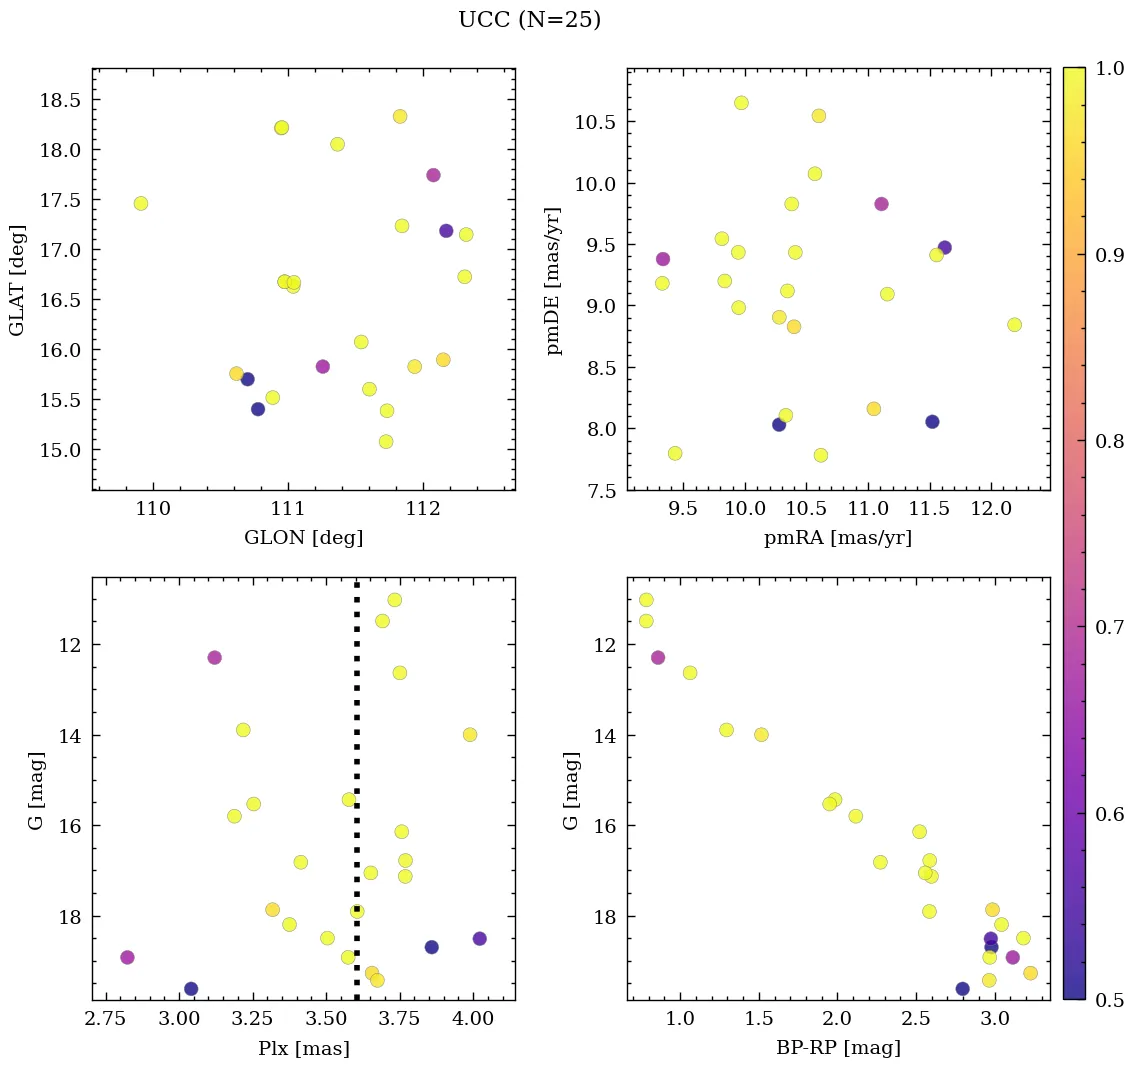 UCC (N=25)
18.5
18.0
17.5
17.0
16.5
16.0
15.5
15.0
GLAT [deg]
110 111 112
GLON [deg]
10.5
10.0
9.5
9.0
8.5
8.0
7.5
pmDE [mas/yr]
9.5 10.0 10.5 11.0 11.5 12.0
pmRA [mas/yr]
12
14
16
18
G [mag]
2.75 3.00 3.25 3.50 3.75 4.00
Plx [mas]
12
14
16
18
G [mag]
1.0 1.5 2.0 2.5 3.0
BP-RP [mag]
1.0
0.9
0.8
0.7
0.6
0.5